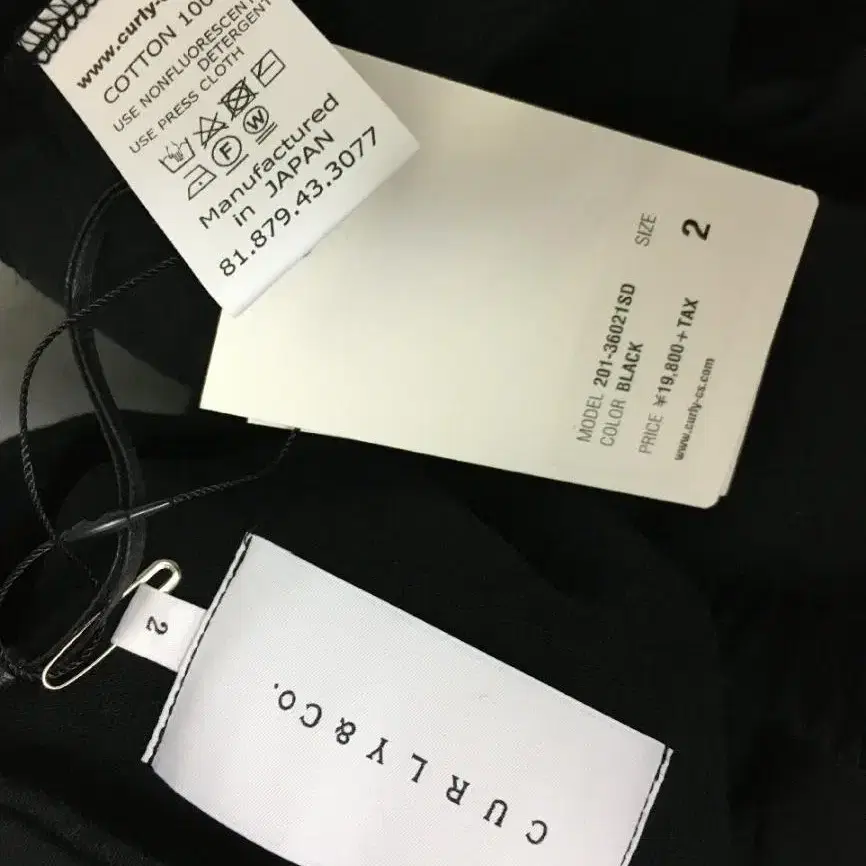 www.curly-cs
COTTON 100
USE NONFLUORESCENT
DETERGENT
USE PRESS CLOTH
F W
Manufactured
in JAPAN
81.879.43.3077
SIZE 2
MODEL 201-36021SD
COLOR BLACK
PRICE ¥19,800+TAX
www.curly-cs.com
2
CURLY&Co.